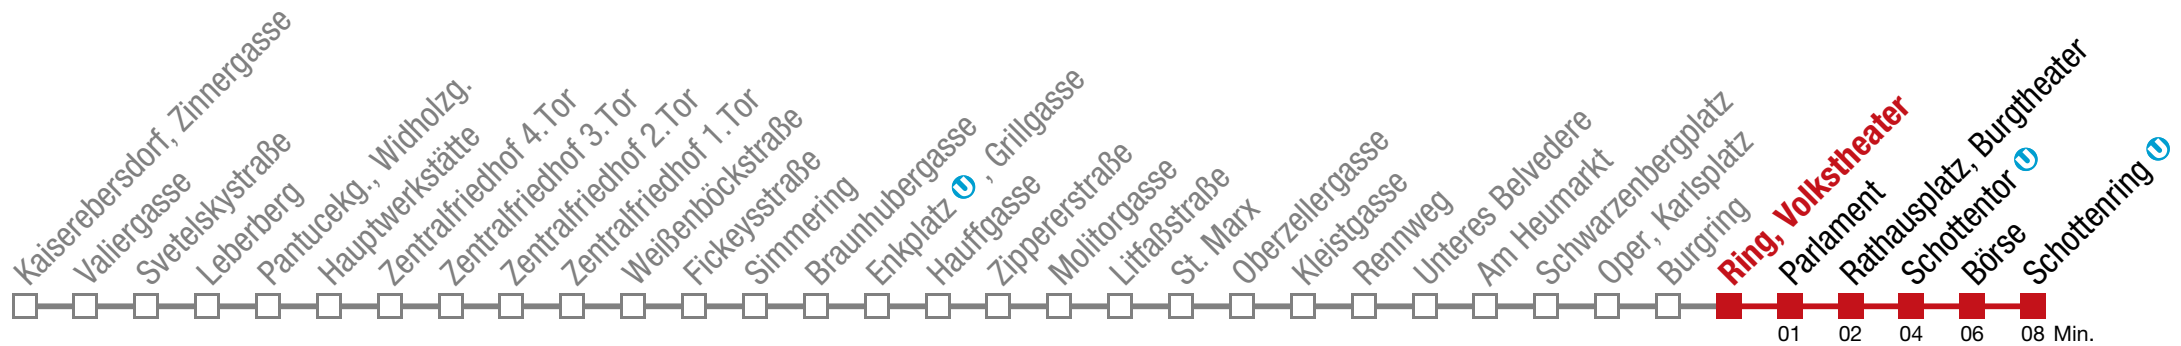 Kaiserebersdorf, Zinnergasse
Valiergasse
Svetelskystraße
Leberberg
Pantucekg., Widholzg.
Hauptwerkstätte
Zentralfriedhof 4.Tor
Zentralfriedhof 3.Tor
Zentralfriedhof 2.Tor
Zentralfriedhof 1.Tor
Weißenböckstraße
Fickeysstraße
Simmering
Braunhubergasse
Enkplatz U, Grillgasse
Hauffgasse
Zippererstraße
Molitorgasse
Litfaßstraße
St. Marx
Oberzellergasse
Kleistgasse
Rennweg
Unteres Belvedere
Am Heumarkt
Schwarzenbergplatz
Oper, Karlsplatz
Burgring
Ring, Volkstheater
Parlament
Rathausplatz, Burgtheater
Schottentor U
Börse
Schottenring U
01 02 04 06 08 Min.